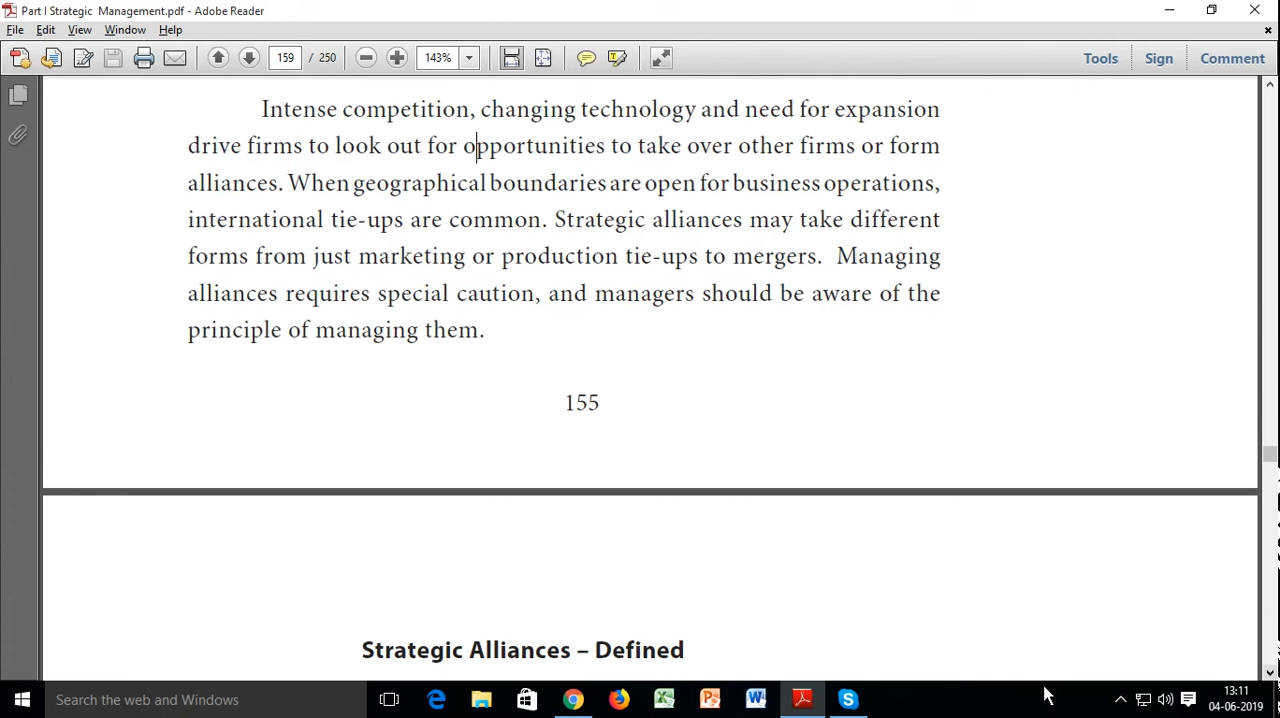 Part I Strategic  Management.pdf - Adobe Reader
File Edit View Window Help
159 / 250 143% Tools Sign Comment
Intense competition, changing technology and need for expansion
drive firms to look out for opportunities to take over other firms or form
alliances. When geographical boundaries are open for business operations,
international tie-ups are common. Strategic alliances may take different
forms from just marketing or production tie-ups to mergers.  Managing
alliances requires special caution, and managers should be aware of the
principle of managing them.
155
Strategic Alliances – Defined
Search the web and Windows
13:11
04-06-2019